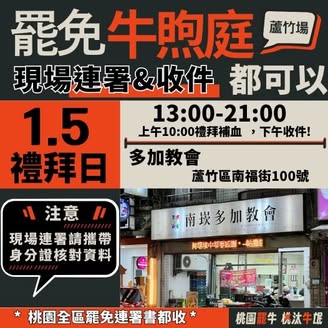 罷免牛煦庭
蘆竹場
現場連署&收件 都可以
1.5
禮拜日
13:00-21:00
上午10:00禮拜補血，下午收件!
多加教會
蘆竹區南福街100號
注意
現場連署請攜帶
身分證核對資料
南崁多加教會
* 桃園全區罷免連署書都收 *
桃園罷牛